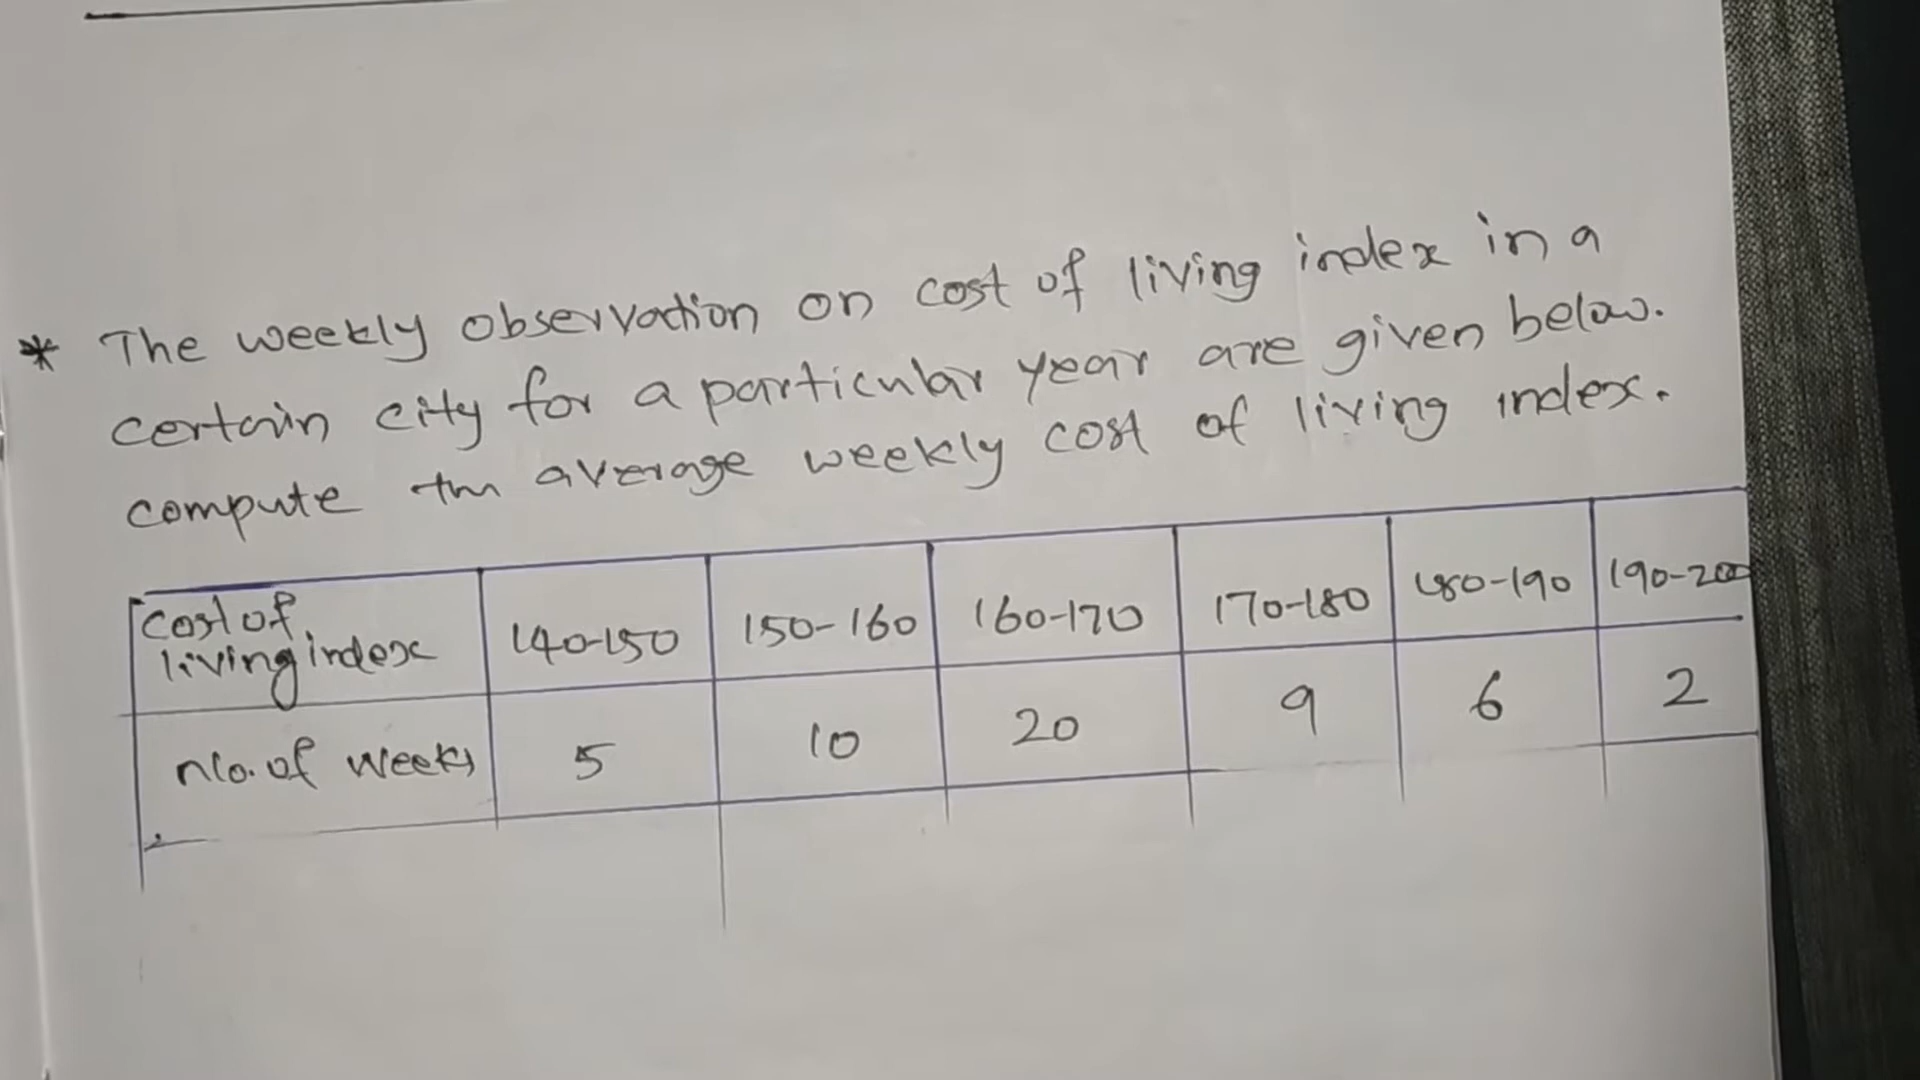 * The weekly observation on cost of living index in a
certain city for a particular year are given below.
compute the average weekly cost of living index.
cost of living index 140-150 150-160 160-170 170-180 180-190 190-200
No. of weeks 5 10 20 9 6 2